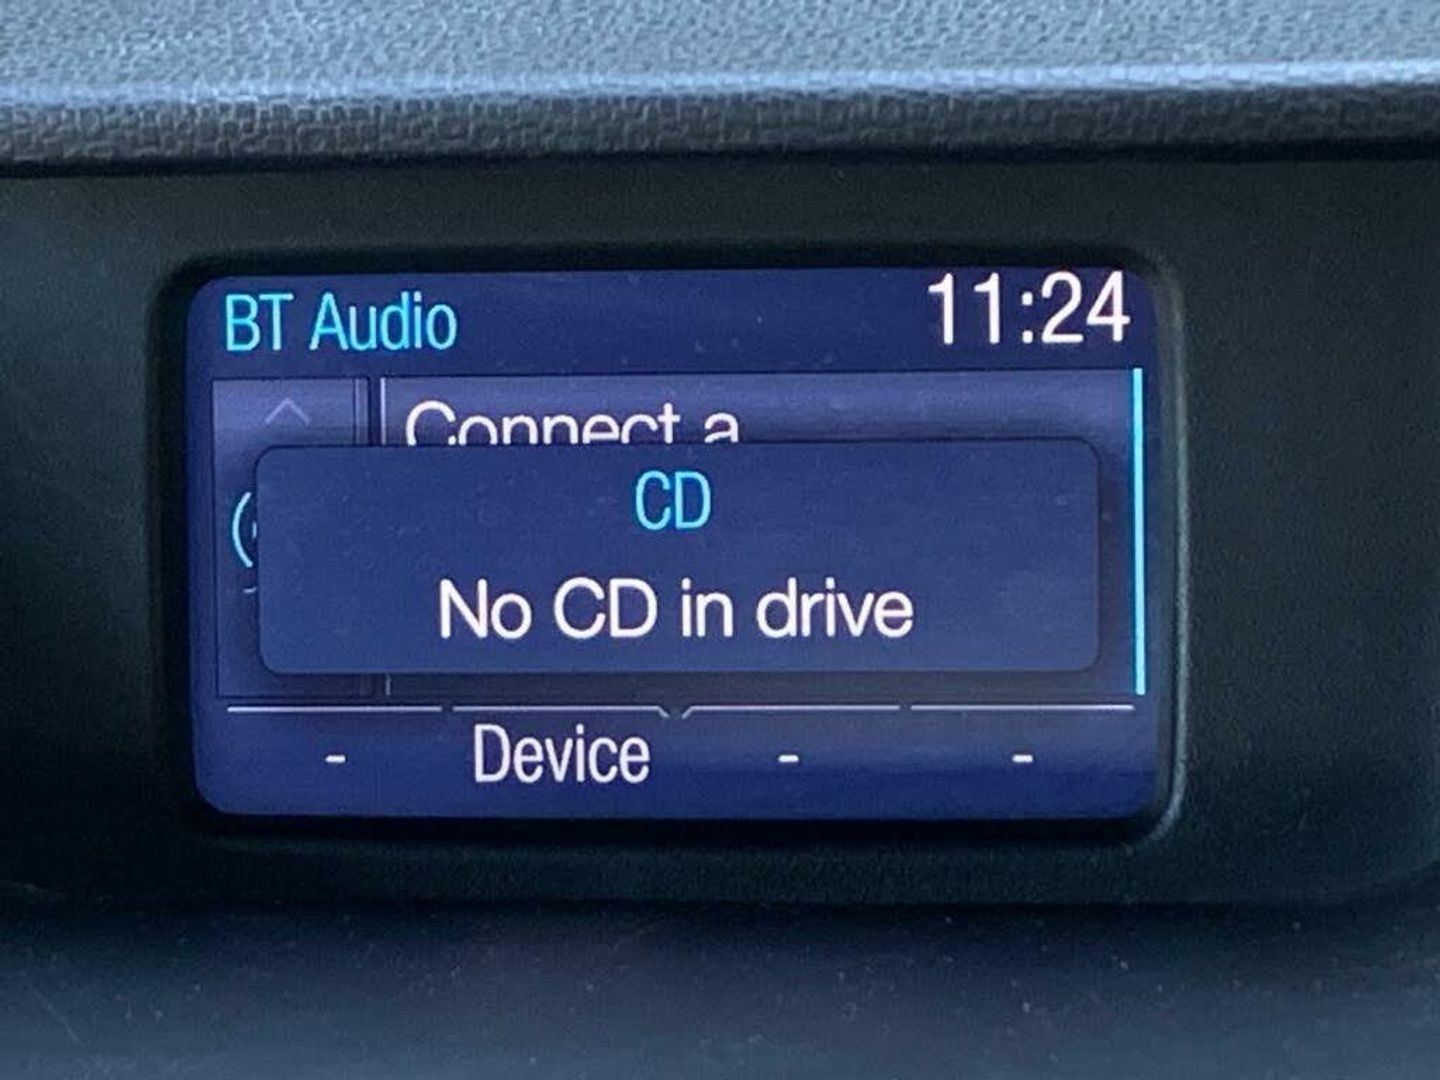 BT Audio 11:24
Connect a
CD
No CD in drive
- Device - -